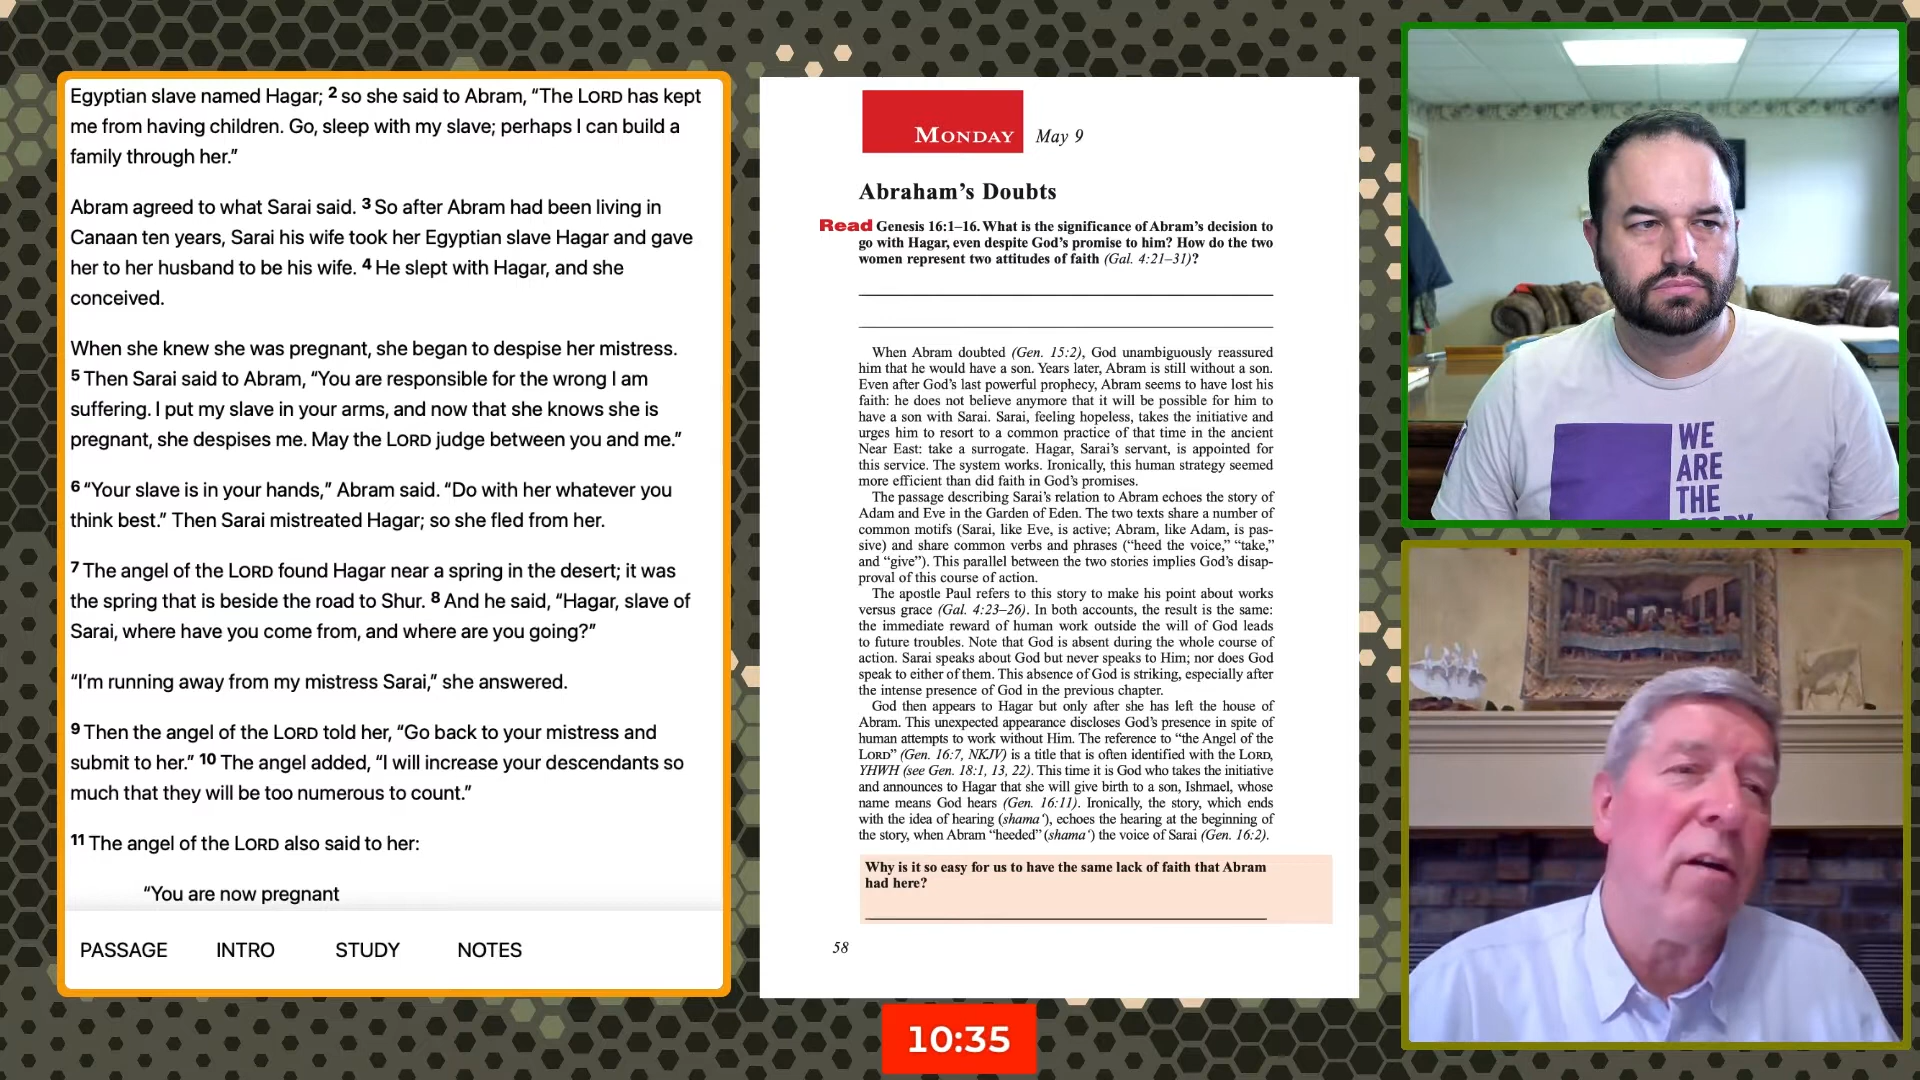 Egyptian slave named Hagar; 2 so she said to Abram, “The LORD has kept
me from having children. Go, sleep with my slave; perhaps I can build a
family through her.”
Abram agreed to what Sarai said. 3 So after Abram had been living in
Canaan ten years, Sarai his wife took her Egyptian slave Hagar and gave
her to her husband to be his wife. 4 He slept with Hagar, and she
conceived.
When she knew she was pregnant, she began to despise her mistress.
5 Then Sarai said to Abram, “You are responsible for the wrong I am
suffering. I put my slave in your arms, and now that she knows she is
pregnant, she despises me. May the LORD judge between you and me.”
6 “Your slave is in your hands,” Abram said. “Do with her whatever you
think best.” Then Sarai mistreated Hagar; so she fled from her.
7 The angel of the LORD found Hagar near a spring in the desert; it was
the spring that is beside the road to Shur. 8 And he said, “Hagar, slave of
Sarai, where have you come from, and where are you going?”
“I’m running away from my mistress Sarai,” she answered.
9 Then the angel of the LORD told her, “Go back to your mistress and
submit to her.” 10 The angel added, “I will increase your descendants so
much that they will be too numerous to count.”
11 The angel of the LORD also said to her:
“You are now pregnant
PASSAGE INTRO STUDY NOTES
MONDAY May 9
Abraham’s Doubts
Read Genesis 16:1–16. What is the significance of Abram’s decision to
go with Hagar, even despite God’s promise to him? How do the two
women represent two attitudes of faith (Gal. 4:21–31)?
When Abram doubted (Gen. 15:2), God unambiguously reassured
him that he would have a son. Years later, Abram is still without a son.
Even after God’s last powerful prophecy, Abram seems to have lost his
faith: he does not believe anymore that it will be possible for him to
have a son with Sarai. Sarai, feeling hopeless, takes the initiative and
urges him to resort to a common practice of that time in the ancient
Near East: take a surrogate. Hagar, Sarai’s servant, is appointed for
this service. The system works. Ironically, this human strategy seemed
more efficient than did faith in God’s promises.
The passage describing Sarai’s relation to Abram echoes the story of
Adam and Eve in the Garden of Eden. The two texts share a number of
common motifs (Sarai, like Eve, is active; Abram, like Adam, is pas-
sive) and share common verbs and phrases (“heed the voice,” “take,”
and “give”). This parallel between the two stories implies God’s disap-
proval of this course of action.
The apostle Paul refers to this story to make his point about works
versus grace (Gal. 4:23–26). In both accounts, the result is the same:
the immediate reward of human work outside the will of God leads
to future troubles. Note that God is absent during the whole course of
action. Sarai speaks about God but never speaks to Him; nor does God
speak to either of them. This absence of God is striking, especially after
the intense presence of God in the previous chapter.
God then appears to Hagar but only after she has left the house of
Abram. This unexpected appearance discloses God’s presence in spite of
human attempts to work without Him. The reference to “the Angel of the
LORD” (Gen. 16:7, NKJV) is a title that is often identified with the LORD,
YHWH (see Gen. 18:1, 13, 22). This time it is God who takes the initiative
and announces to Hagar that she will give birth to a son, Ishmael, whose
name means God hears (Gen. 16:11). Ironically, the story, which ends
with the idea of hearing (shama‘), echoes the hearing at the beginning of
the story, when Abram “heeded” (shama‘) the voice of Sarai (Gen. 16:2).
Why is it so easy for us to have the same lack of faith that Abram
had here?
58
10:35
WE
ARE
THE
STORY